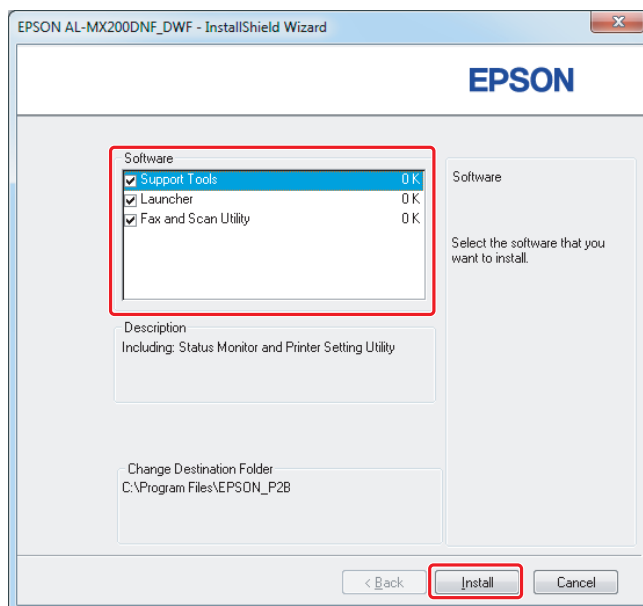 EPSON AL-MX200DNF_DWF - InstallShield Wizard
EPSON
Software
Support Tools 0 K
Launcher 0 K
Fax and Scan Utility 0 K
Software
Select the software that you
want to install.
Description
Including: Status Monitor and Printer Setting Utility
Change Destination Folder
C:\Program Files\EPSON_P2B
< Back
Install
Cancel